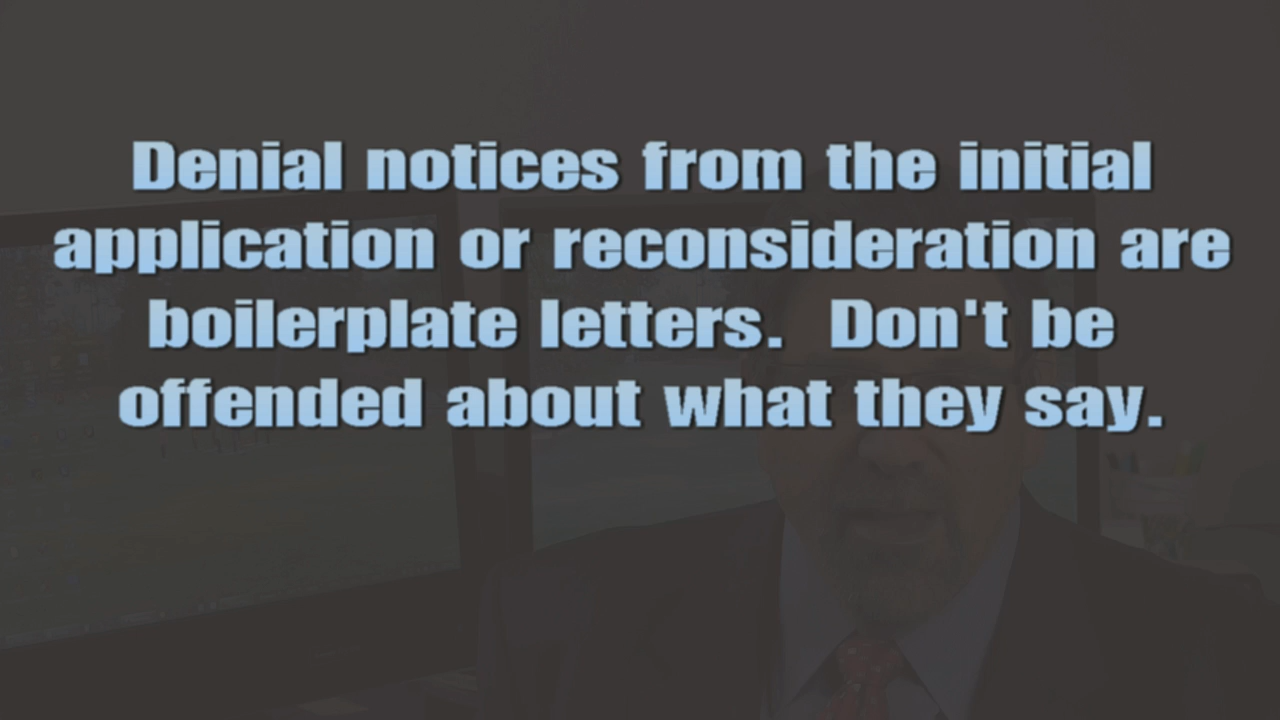 Denial notices from the initial
application or reconsideration are
boilerplate letters.  Don't be
offended about what they say.